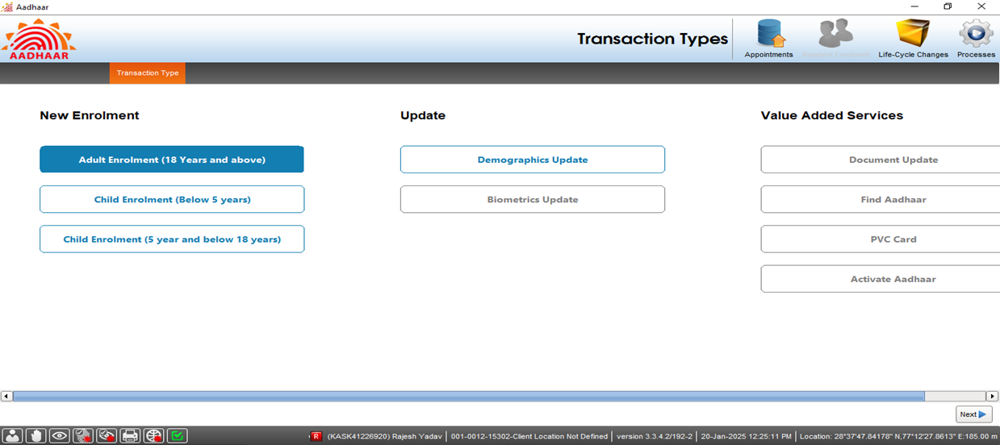 Aadhaar
AADHAAR
Transaction Types
Appointments
Life-Cycle Changes
Processes
Transaction Type
New Enrolment
Adult Enrolment (18 Years and above)
Child Enrolment (Below 5 years)
Child Enrolment (5 year and below 18 years)
Update
Demographics Update
Biometrics Update
Value Added Services
Document Update
Find Aadhaar
PVC Card
Activate Aadhaar
Next
R (KASK41226920) Rajesh Yadav | 001-0012-15302-Client Location Not Defined | version 3.3.4.2/192-2 | 20-Jan-2025 12:25:11 PM | Location: 28°37'47.84178" N,77°12'27.8613" E:185.00 m